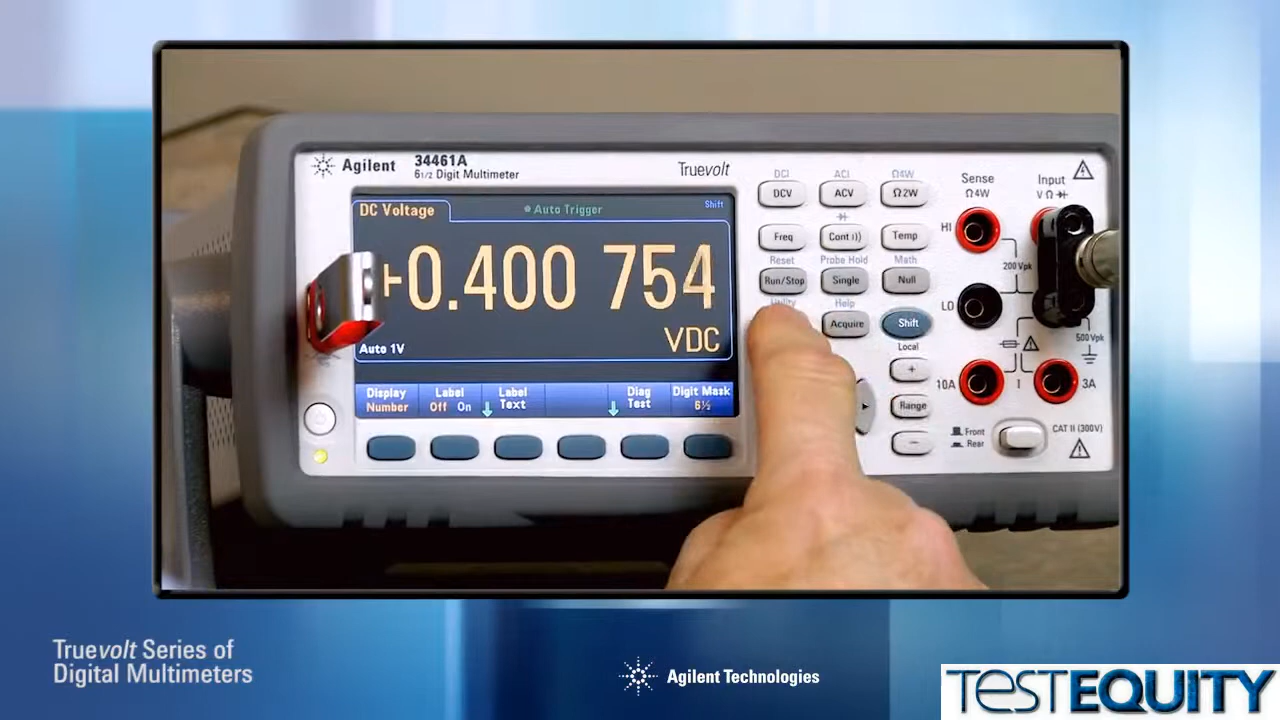 Agilent
34461A
6 1/2 Digit Multimeter
Truevolt
DC Voltage
Auto Trigger
Shift
+0.400 754
VDC
Auto 1V
Display
Number
Label
Off On
Label
Text
Diag
Test
Digit Mask
6½
DCI
ACI
Ω4W
DCV
ACV
Ω2W
Freq
Cont
Temp
Reset
Probe Hold
Math
Run/Stop
Single
Null
Utility
Help
Acquire
Shift
Local
+
Range
−
Sense
Ω4W
Input
V Ω
HI
LO
200 Vpk
500 Vpk
10A
I
3A
Front
Rear
CAT II (300V)
Truevolt Series of
Digital Multimeters
Agilent Technologies
TESTEQUITY